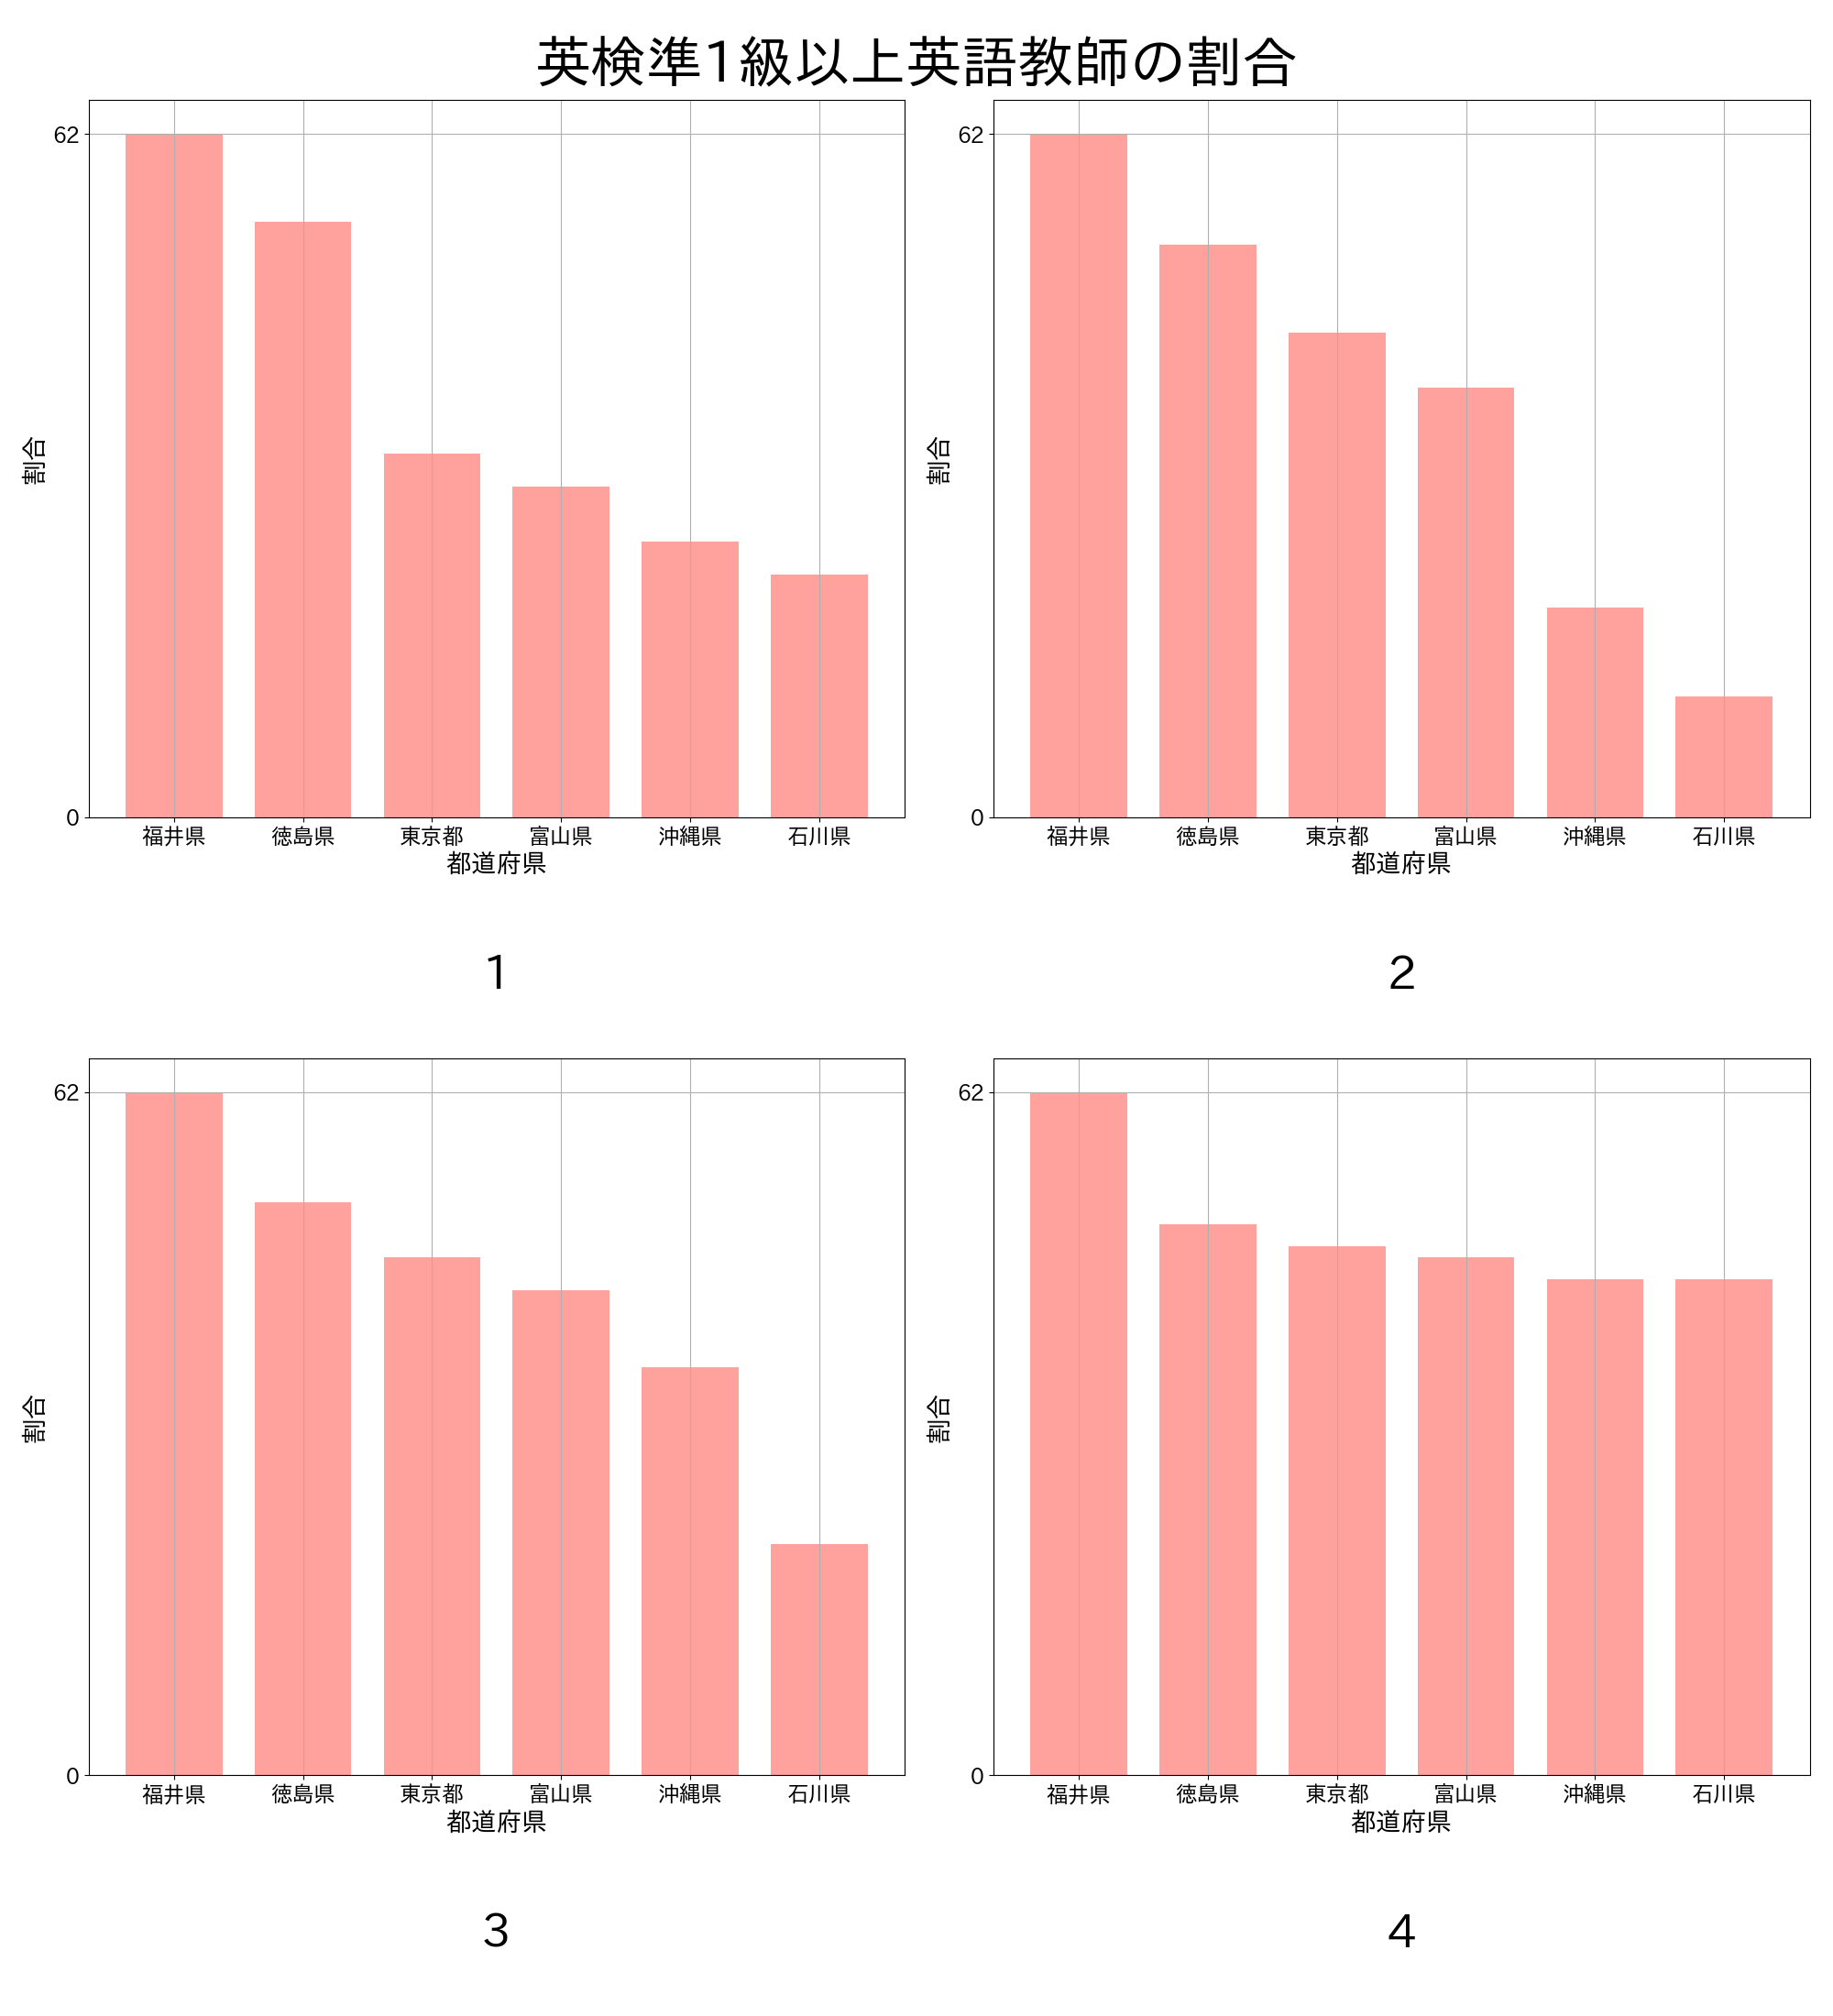 英検準1級以上英語教師の割合
62
0
割合
福井県 徳島県 東京都 富山県 沖縄県 石川県
都道府県
1
62
0
割合
福井県 徳島県 東京都 富山県 沖縄県 石川県
都道府県
2
62
0
割合
福井県 徳島県 東京都 富山県 沖縄県 石川県
都道府県
3
62
0
割合
福井県 徳島県 東京都 富山県 沖縄県 石川県
都道府県
4